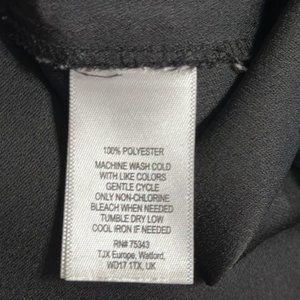 100% POLYESTER
MACHINE WASH COLD
WITH LIKE COLORS
GENTLE CYCLE
ONLY NON-CHLORINE
BLEACH WHEN NEEDED
TUMBLE DRY LOW
COOL IRON IF NEEDED
RN# 75343
TJX Europe, Watford,
WD17 1TX, UK